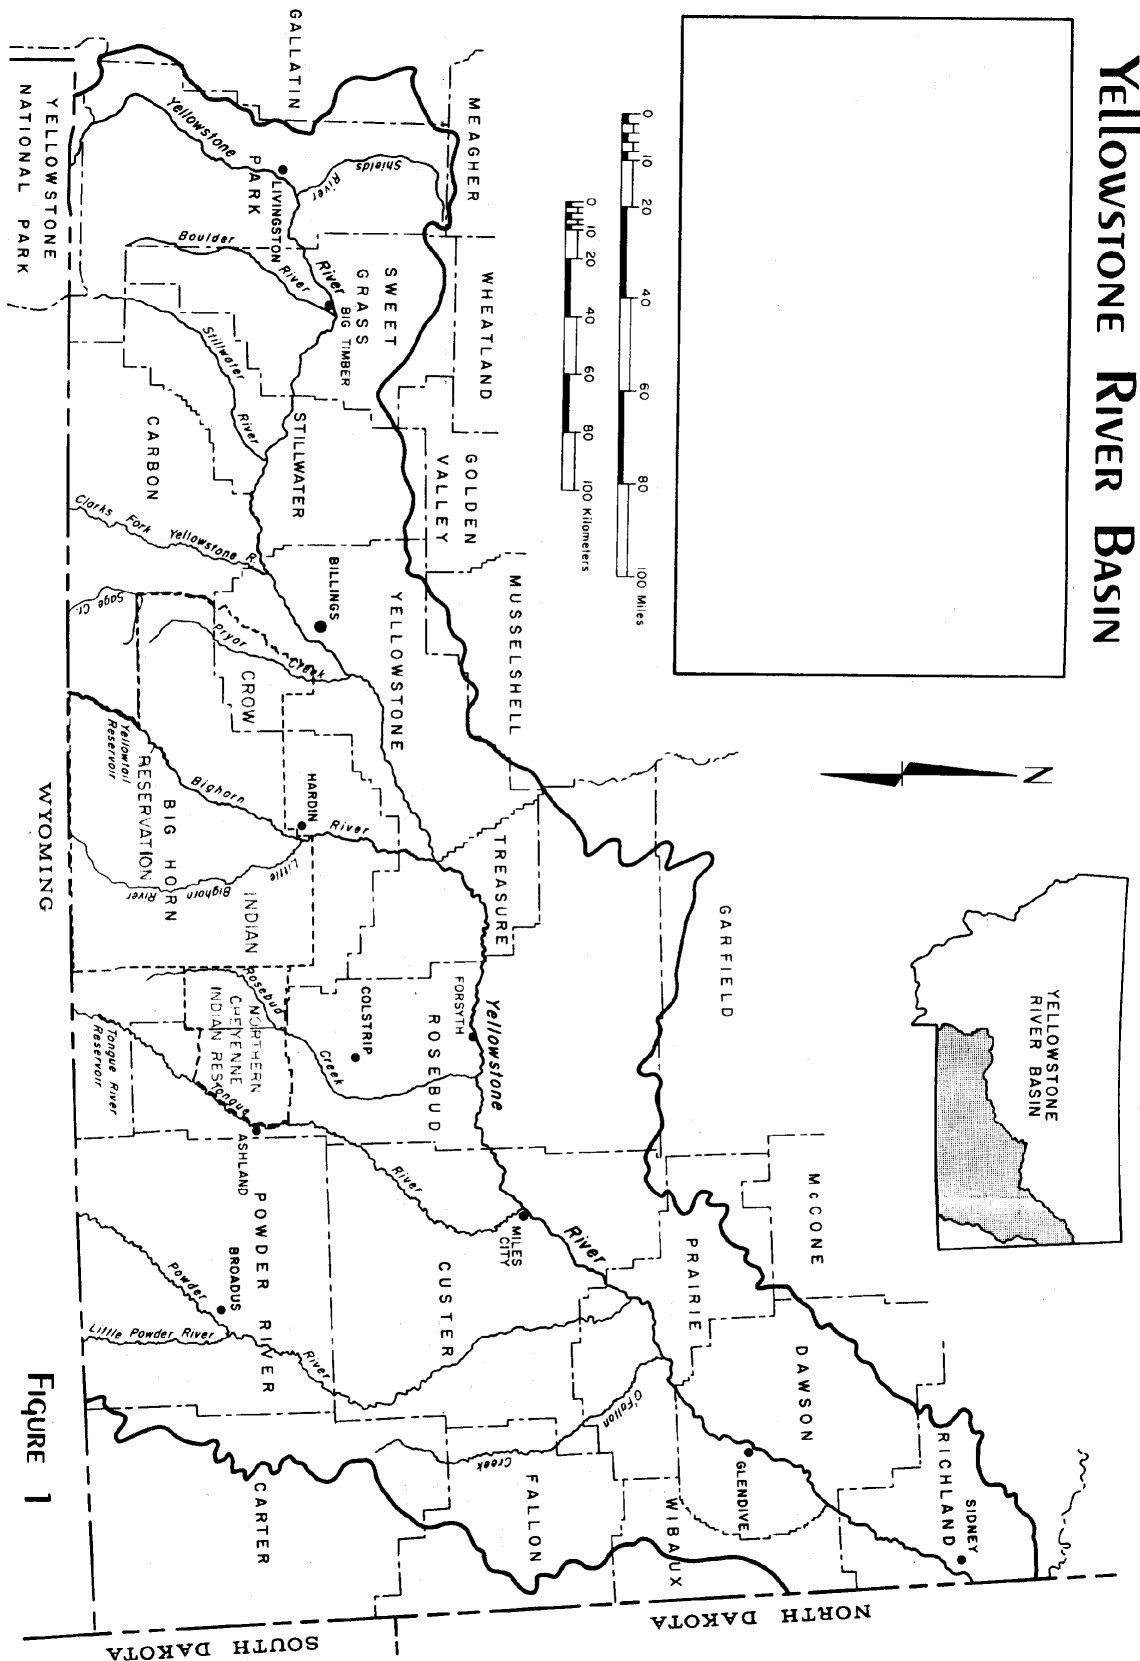 YELLOWSTONE RIVER BASIN
0 10 20 40 60 80 100 Miles
0 10 20 40 60 80 100 Kilometers
N
YELLOWSTONE
RIVER BASIN
GALLATIN
MEAGHER
PARK
LIVINGSTON
Yellowstone
River
Shields
River
WHEATLAND
SWEET
GRASS
BIG TIMBER
Boulder
River
Stillwater
River
STILLWATER
GOLDEN
VALLEY
MUSSELSHELL
CARBON
Clarks Fork Yellowstone R.
BILLINGS
YELLOWSTONE
Sage Cr.
Pryor
Creek
CROW
INDIAN
RESERVATION
BIG HORN
Yellowtail
Reservoir
Bighorn
River
HARDIN
Little
Bighorn
River
TREASURE
GARFIELD
ROSEBUD
FORSYTH
COLSTRIP
Yellowstone
River
Rosebud
Creek
NORTHERN
CHEYENNE
INDIAN RES.
Tongue River
Reservoir
Tongue
River
ASHLAND
POWDER RIVER
BROADUS
Powder
River
Little Powder River
CUSTER
MILES
CITY
McCONE
PRAIRIE
DAWSON
GLENDIVE
RICHLAND
SIDNEY
WIBAUX
FALLON
O'Fallon
Creek
CARTER
YELLOWSTONE
NATIONAL PARK
WYOMING
NORTH DAKOTA
SOUTH DAKOTA
FIGURE 1